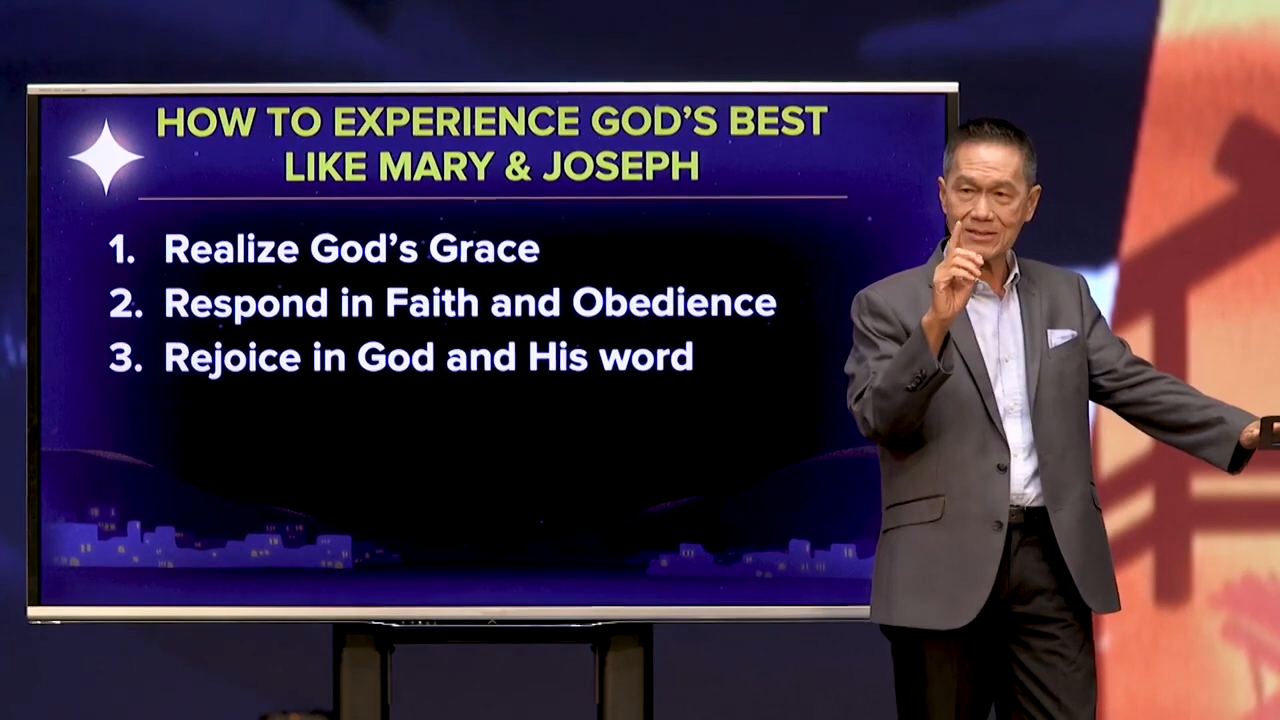 HOW TO EXPERIENCE GOD'S BEST
LIKE MARY & JOSEPH
1. Realize God's Grace
2. Respond in Faith and Obedience
3. Rejoice in God and His word